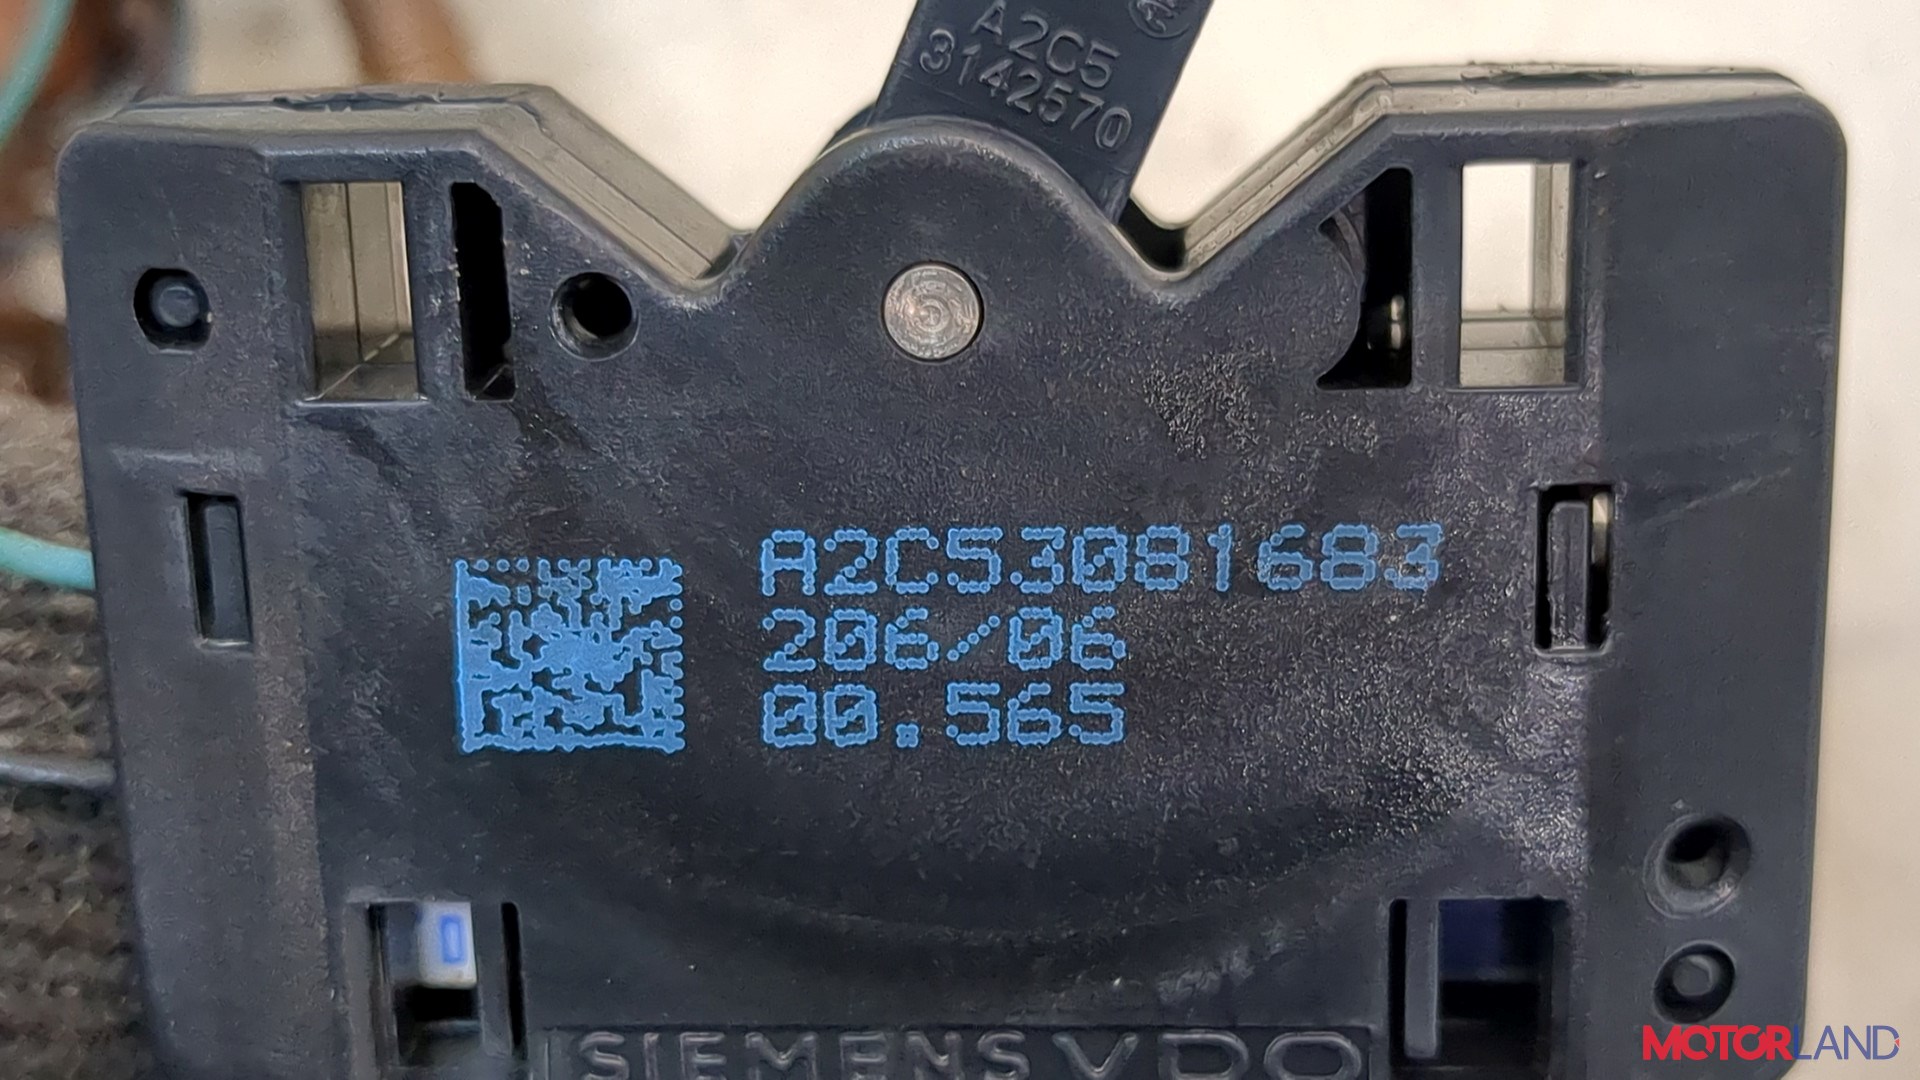 A2C5
3142570
A2C53081683
206/06
00.565
SIEMENS VDO
MOTORLAND